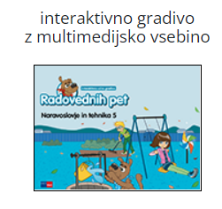 interaktivno gradivo
z multimedijsko vsebino
Radovednih pet
Naravoslovje in tehnika 5